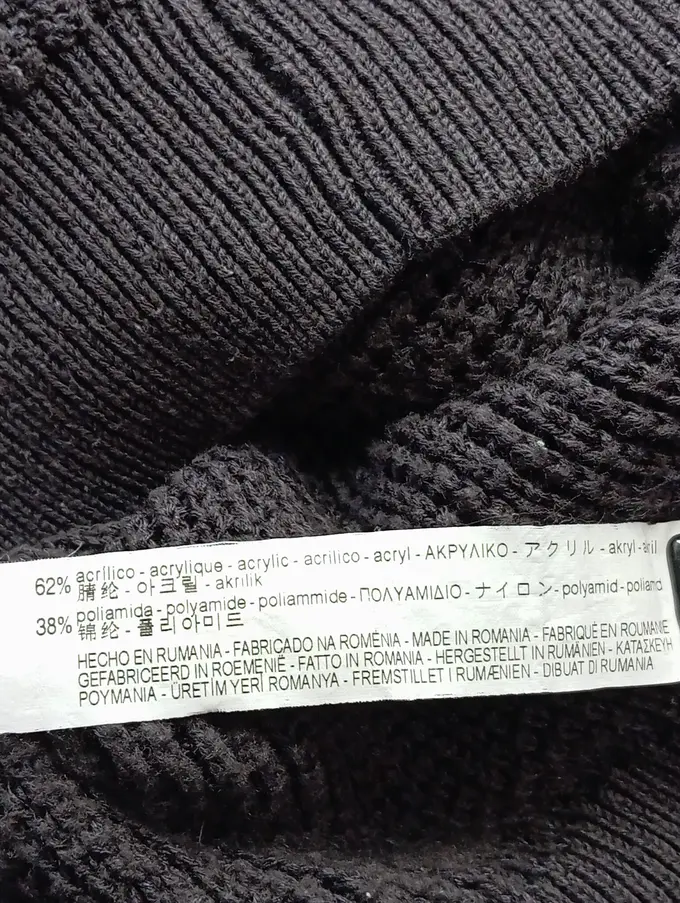 62% acrílico - acrylique - acrylic - acrilico - acryl - ΑΚΡΥΛΙΚΟ - アクリル - akryl - akril
腈纶 - 아크릴 - akrilik
38% poliamida - polyamide - poliammide - ΠΟΛΥΑΜΙΔΙΟ - ナイロン - polyamid - poliamid
锦纶 - 폴리아미드
HECHO EN RUMANIA - FABRICADO NA ROMÉNIA - MADE IN ROMANIA - FABRIQUÉ EN ROUMANIE
GEFABRICEERD IN ROEMENIË - FATTO IN ROMANIA - HERGESTELLT IN RUMÄNIEN - ΚΑΤΑΣΚΕΥΗ
ΡΟΥΜΑΝΙΑ - ÜRETİM YERİ ROMANYA - FREMSTILLET I RUMÆNIEN - DIBUAT DI RUMANIA